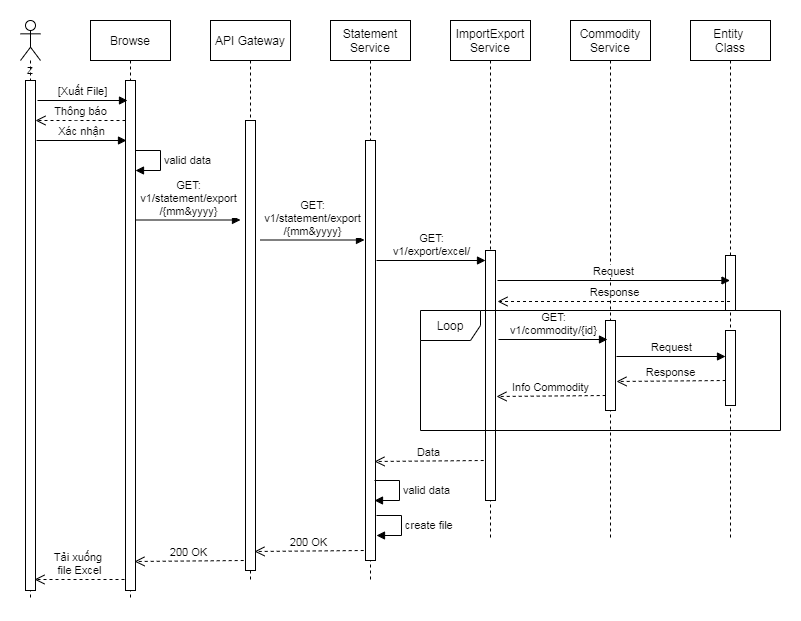 Browse
API Gateway
Statement
Service
ImportExport
Service
Commodity
Service
Entity
Class
z
[Xuất File]
Thông báo
Xác nhận
valid data
GET:
v1/statement/export
/{mm&yyyy}
GET:
v1/statement/export
/{mm&yyyy}
GET:
v1/export/excel/
Request
Response
Loop
GET:
v1/commodity/{id}
Request
Response
Info Commodity
Data
valid data
create file
200 OK
200 OK
Tải xuống
file Excel